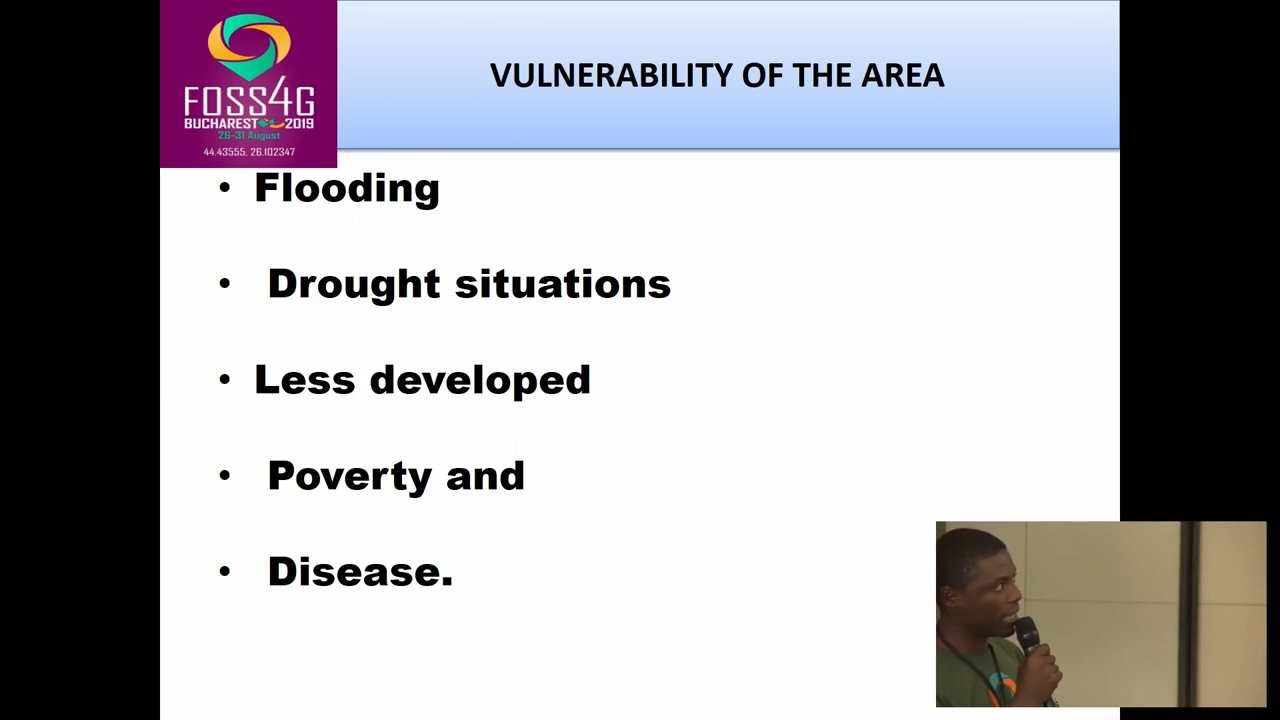 FOSS4G
BUCHAREST 2019
26-31 August
44.43555, 26.102347
VULNERABILITY OF THE AREA
• Flooding
• Drought situations
• Less developed
• Poverty and
• Disease.